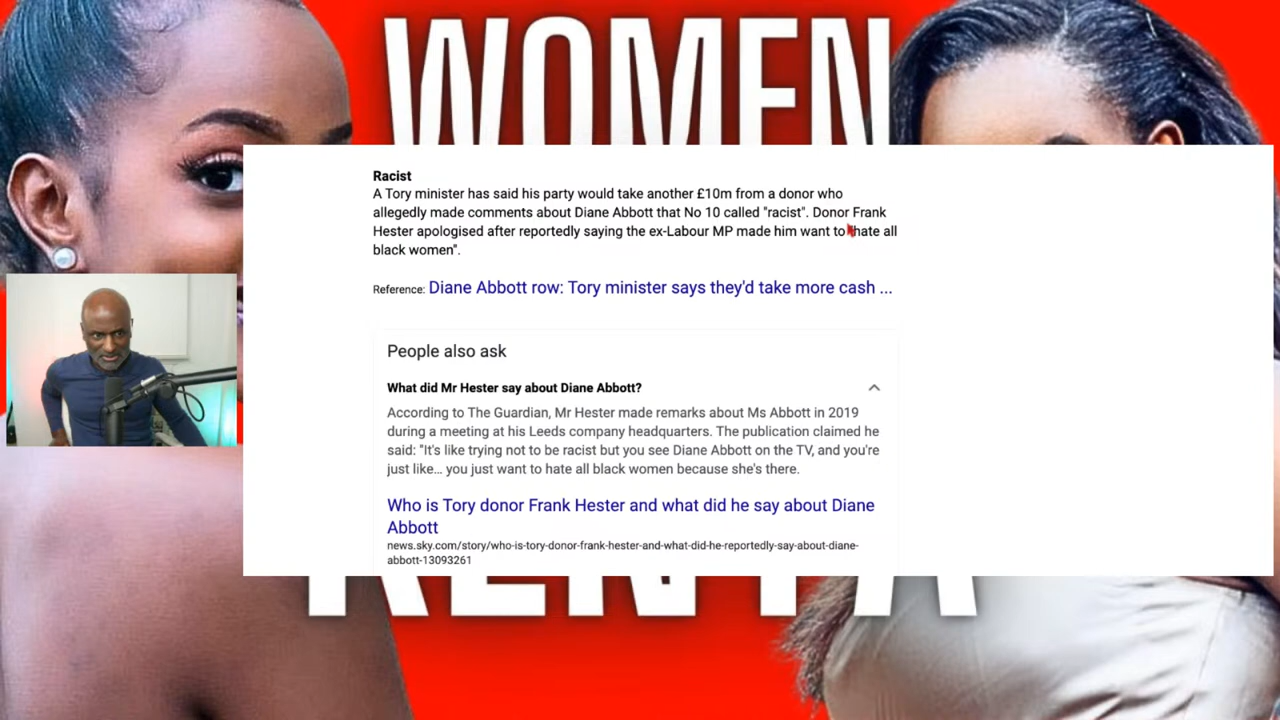 WOMEN
Racist
A Tory minister has said his party would take another £10m from a donor who
allegedly made comments about Diane Abbott that No 10 called "racist". Donor Frank
Hester apologised after reportedly saying the ex-Labour MP made him want to hate all
black women".
Reference: Diane Abbott row: Tory minister says they'd take more cash ...
People also ask
What did Mr Hester say about Diane Abbott?
According to The Guardian, Mr Hester made remarks about Ms Abbott in 2019
during a meeting at his Leeds company headquarters. The publication claimed he
said: "It's like trying not to be racist but you see Diane Abbott on the TV, and you're
just like… you just want to hate all black women because she's there.
Who is Tory donor Frank Hester and what did he say about Diane
Abbott
news.sky.com/story/who-is-tory-donor-frank-hester-and-what-did-he-reportedly-say-about-diane-
abbott-13093261